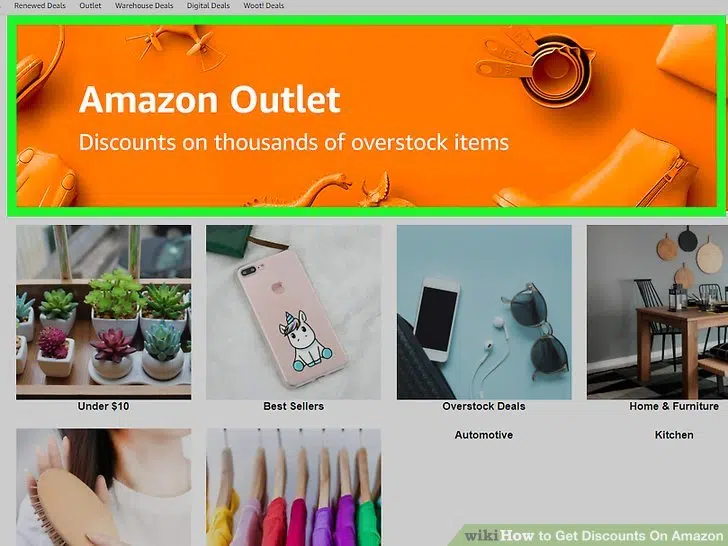 Renewed Deals Outlet Warehouse Deals Digital Deals Woot! Deals
Amazon Outlet
Discounts on thousands of overstock items
Under $10 Best Sellers Overstock Deals Home & Furniture
Automotive Kitchen
wikiHow to Get Discounts On Amazon